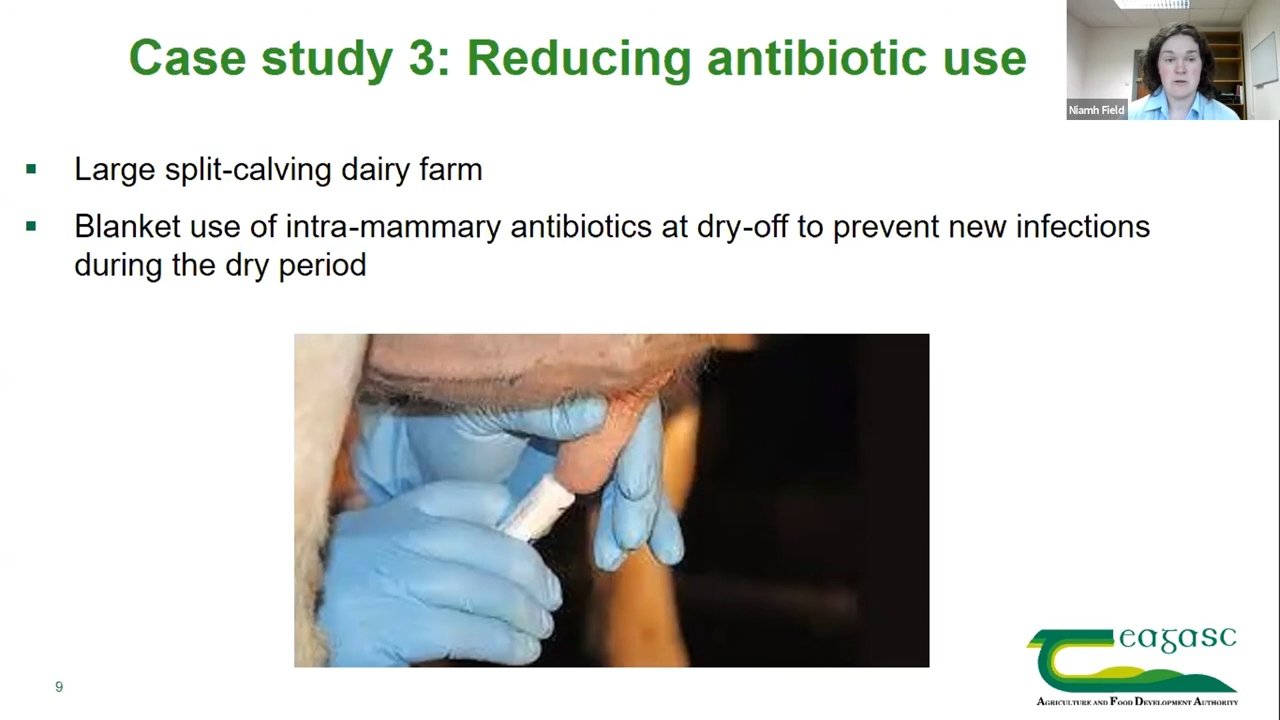 Case study 3: Reducing antibiotic use
Niamh Field
▪ Large split-calving dairy farm
▪ Blanket use of intra-mammary antibiotics at dry-off to prevent new infections
during the dry period
eagasc
AGRICULTURE AND FOOD DEVELOPMENT AUTHORITY
9